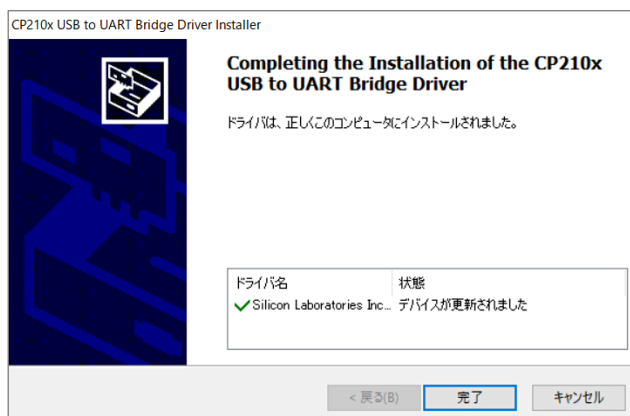 CP210x USB to UART Bridge Driver Installer
Completing the Installation of the CP210x
USB to UART Bridge Driver
ドライバは、正しくこのコンピュータにインストールされました。
ドライバ名 状態
Silicon Laboratories Inc... デバイスが更新されました
< 戻る(B) 完了 キャンセル